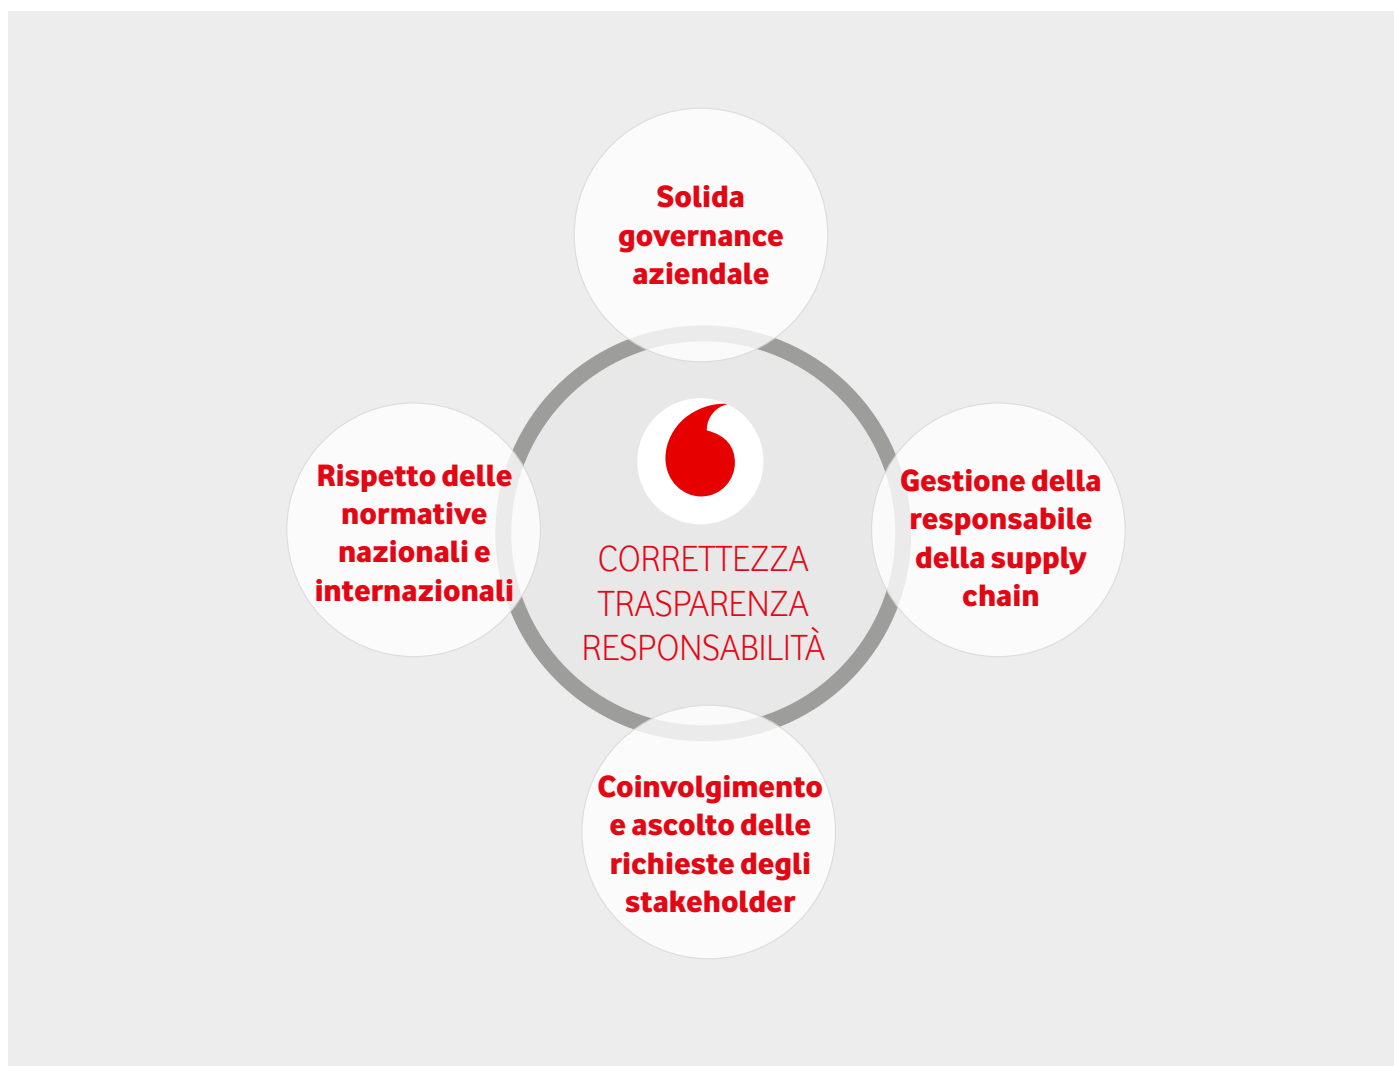 Solida
governance
aziendale
Rispetto delle
normative
nazionali e
internazionali
CORRETTEZZA
TRASPARENZA
RESPONSABILITÀ
Gestione della
responsabile
della supply
chain
Coinvolgimento
e ascolto delle
richieste degli
stakeholder